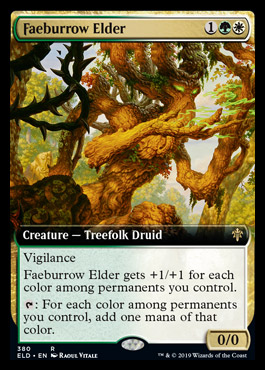 Faeburrow Elder 1
Creature — Treefolk Druid
Vigilance
Faeburrow Elder gets +1/+1 for each
color among permanents you control.
: For each color among permanents
you control, add one mana of that
color.
0/0
380 R
ELD • EN Raoul Vitale ™ & © 2019 Wizards of the Coast